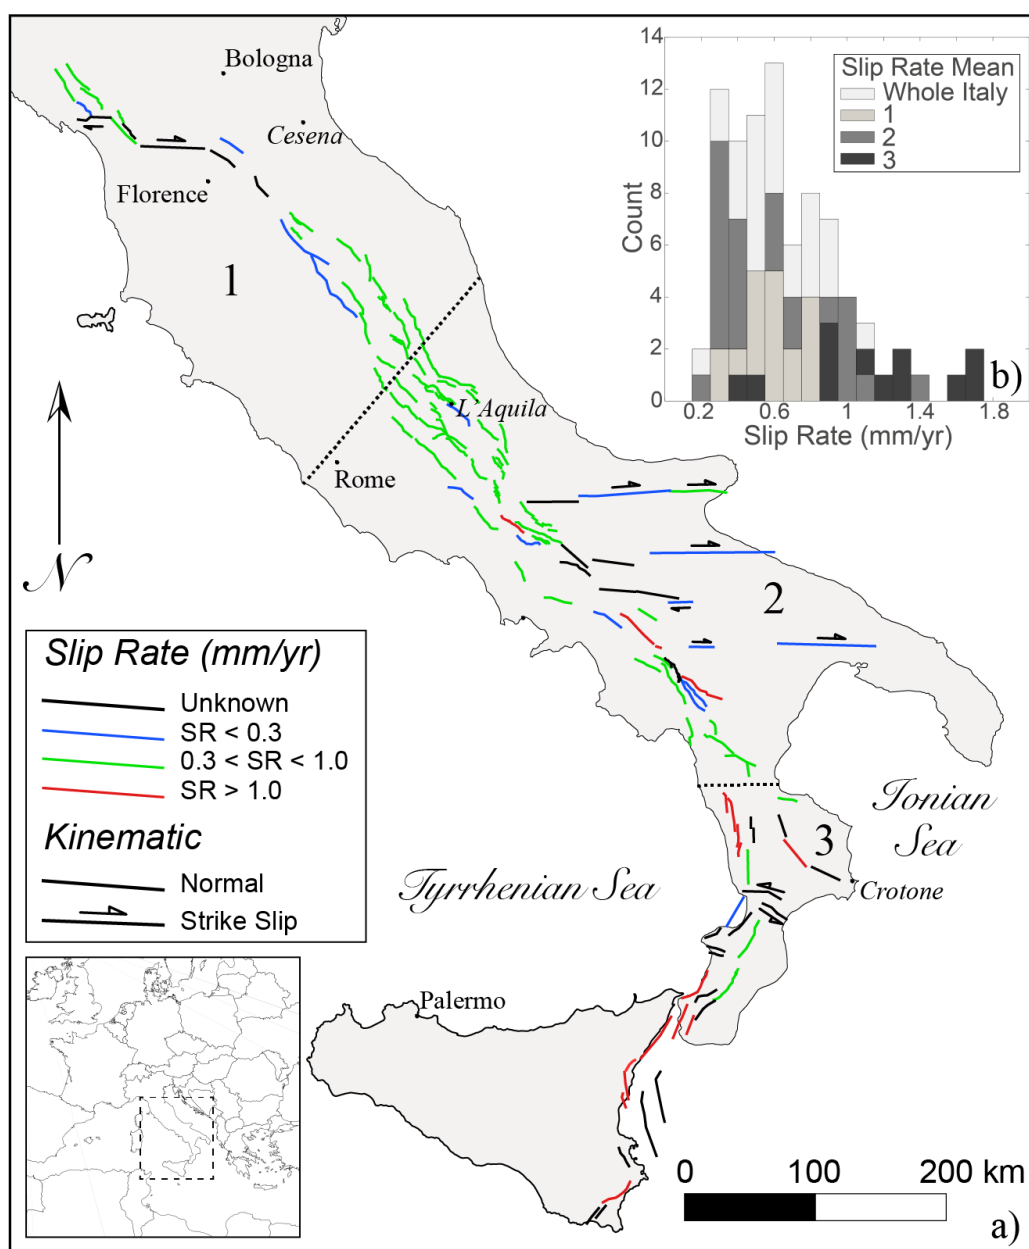 Bologna
Cesena
Florence
1
L'Aquila
Rome
N
2
3
Ionian
Sea
Tyrrhenian Sea
Crotone
Palermo
Slip Rate (mm/yr)
Unknown
SR < 0.3
0.3 < SR < 1.0
SR > 1.0
Kinematic
Normal
Strike Slip
0 100 200 km
a)
14
12
10
8
6
4
2
0
Count
Slip Rate Mean
Whole Italy
1
2
3
b)
0.2 0.6 1 1.4 1.8
Slip Rate (mm/yr)